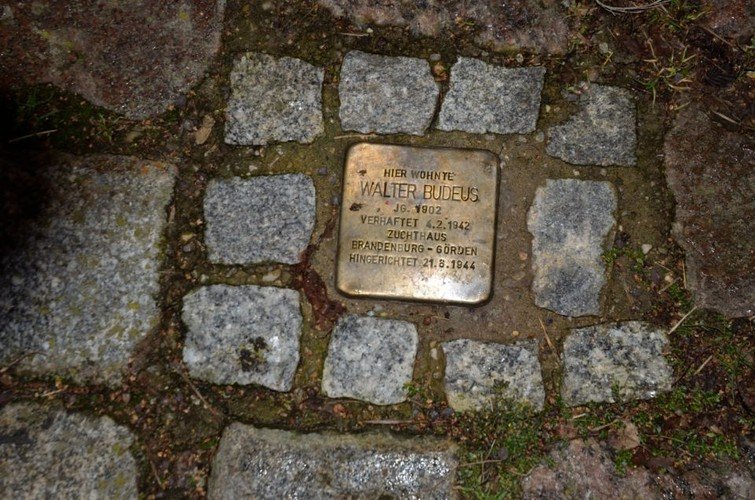 HIER WOHNTE
WALTER BUDEUS
JG. 1902
VERHAFTET 4.2.1942
ZUCHTHAUS
BRANDENBURG - GÖRDEN
HINGERICHTET 21.8.1944